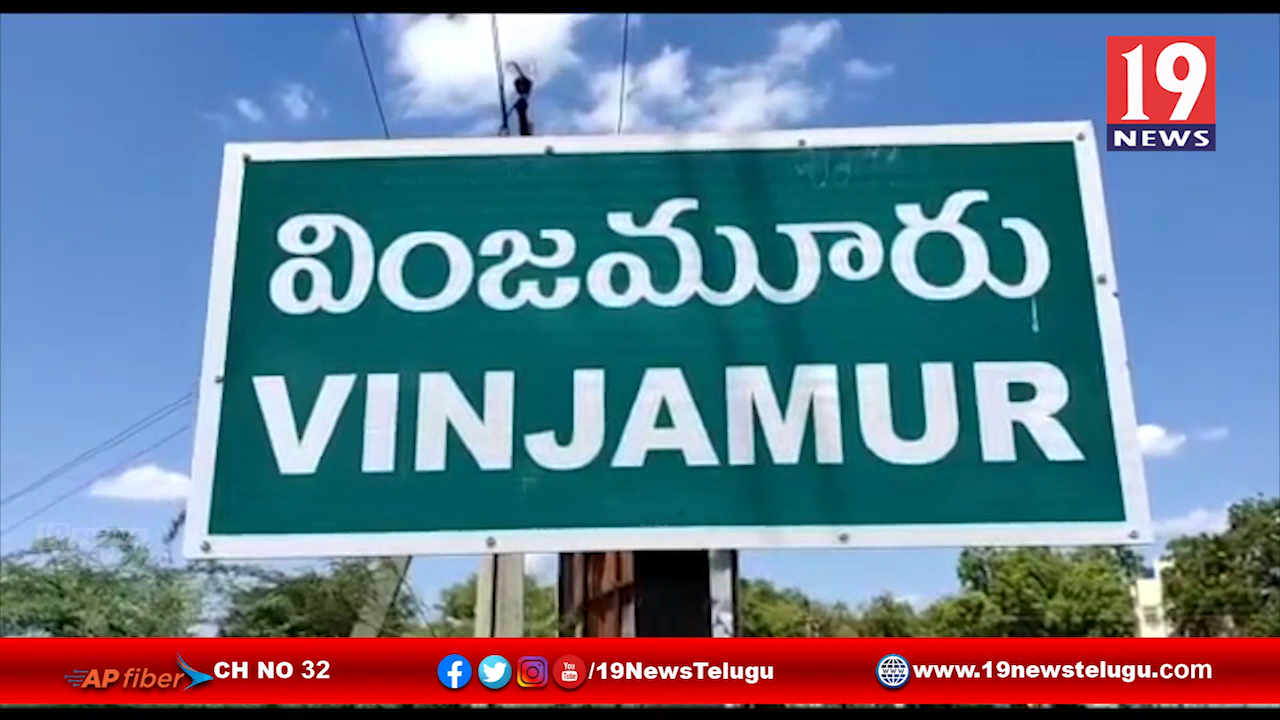 19
NEWS
వింజమూరు
VINJAMUR
AP fiber CH NO 32 /19NewsTelugu www.19newstelugu.com